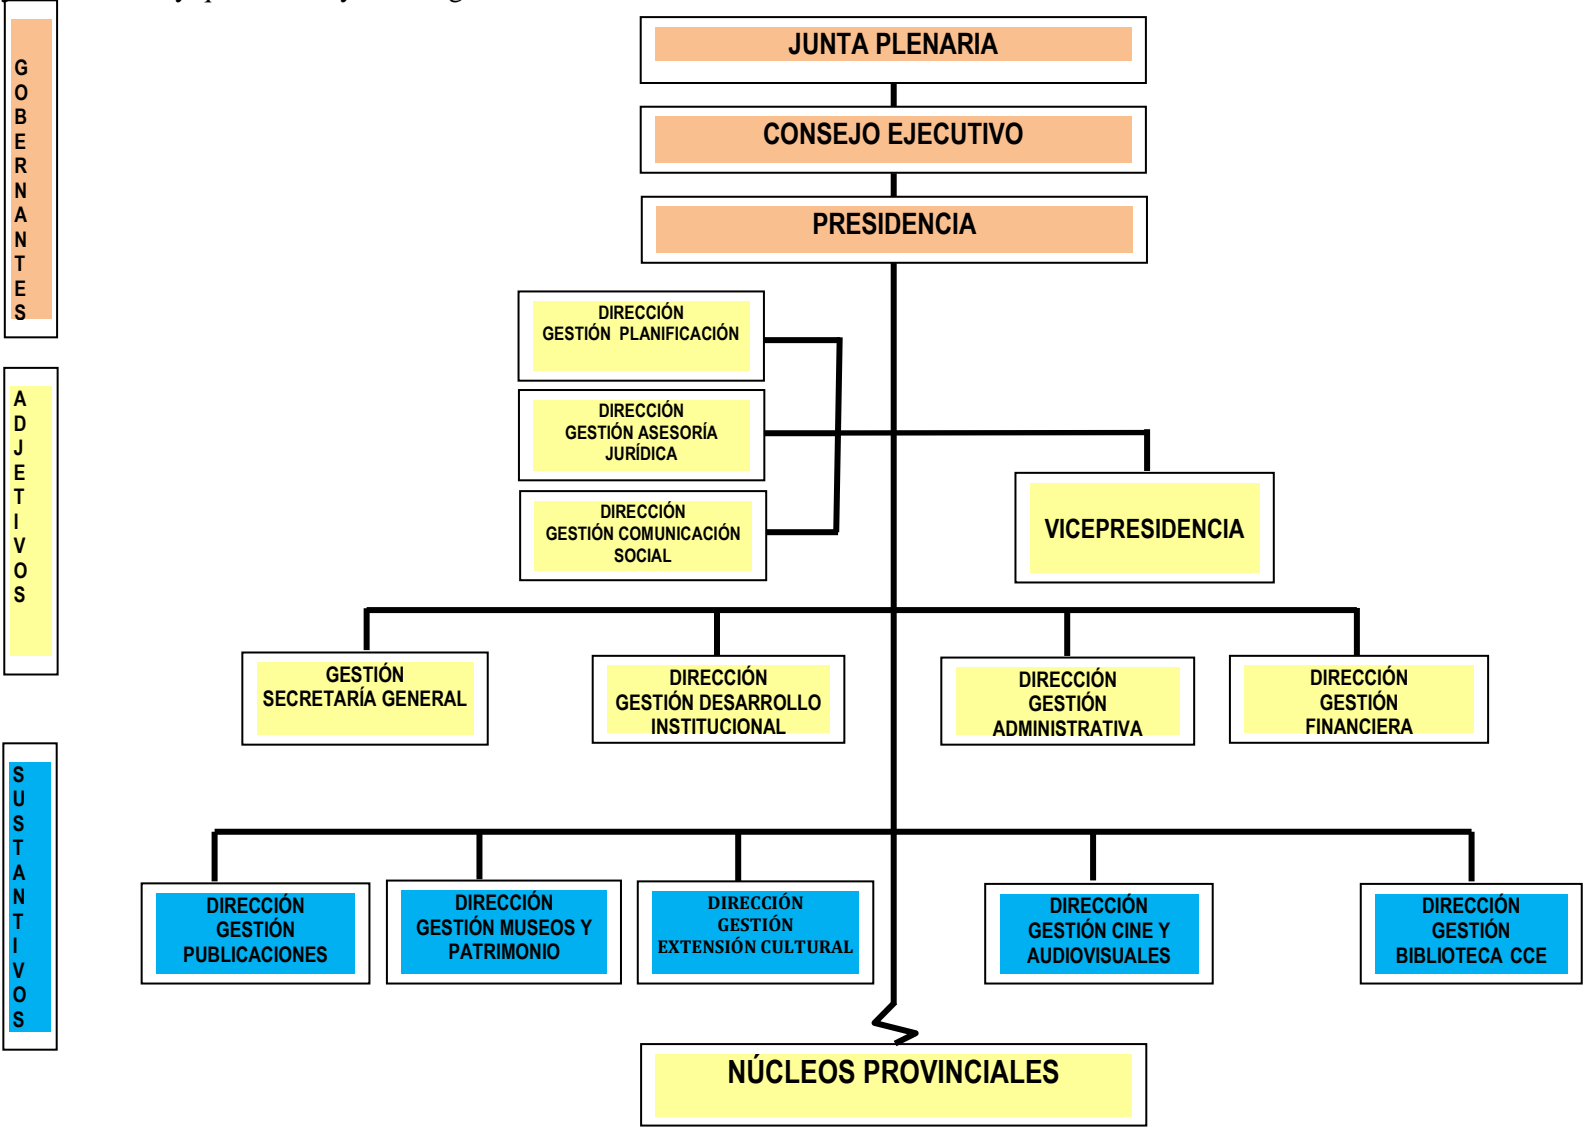 JUNTA PLENARIA
CONSEJO EJECUTIVO
PRESIDENCIA
GOBERNANTES
DIRECCIÓN
GESTIÓN PLANIFICACIÓN
DIRECCIÓN
GESTIÓN ASESORÍA
JURÍDICA
DIRECCIÓN
GESTIÓN COMUNICACIÓN
SOCIAL
VICEPRESIDENCIA
ADJETIVOS
GESTIÓN
SECRETARÍA GENERAL
DIRECCIÓN
GESTIÓN DESARROLLO
INSTITUCIONAL
DIRECCIÓN
GESTIÓN
ADMINISTRATIVA
DIRECCIÓN
GESTIÓN
FINANCIERA
SUSTANTIVOS
DIRECCIÓN
GESTIÓN
PUBLICACIONES
DIRECCIÓN
GESTIÓN MUSEOS Y
PATRIMONIO
DIRECCIÓN
GESTIÓN
EXTENSIÓN CULTURAL
DIRECCIÓN
GESTIÓN CINE Y
AUDIOVISUALES
DIRECCIÓN
GESTIÓN
BIBLIOTECA CCE
NÚCLEOS PROVINCIALES